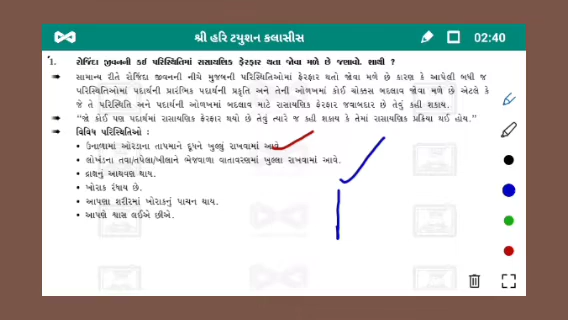 શ્રી હરિ ટયુશન કલાસીસ
02:40
1. રોજિંદા જીવનની કઈ પરિસ્થિતિમાં રાસાયણિક ફેરફાર થતા જોવા મળે છે જણાવો. શાથી ?
⇒ સામાન્ય રીતે રોજિંદા જીવનની નીચે મુજબની પરિસ્થિતિઓમાં ફેરફાર થતો જોવા મળે છે કારણ કે આપેલી બધી જ
પરિસ્થિતિઓમાં પદાર્થની પ્રારંભિક પદાર્થની પ્રકૃતિ અને તેની ઓળખમાં કોઈ ચોક્કસ બદલાવ જોવા મળે છે એટલે કે
જે તે પરિસ્થિતિ અને પદાર્થની ઓળખમાં બદલાવ માટે રાસાયણિક ફેરફાર જવાબદાર છે તેવું કહી શકાય.
⇒ "જો કોઈ પણ પદાર્થમાં રાસાયણિક ફેરફાર થયો છે તેવું ત્યારે જ કહી શકાય કે તેમાં રાસાયણિક પ્રક્રિયા થઈ હોય."
⇒ વિવિધ પરિસ્થિતિઓ :
• ઉનાળામાં ઓરડાના તાપમાને દૂધને ખુલ્લું રાખવામાં આવે.
• લોખંડના તવા/તપેલા/ખીલાને ભેજવાળા વાતાવરણમાં ખુલ્લા રાખવામાં આવે.
• દ્રાક્ષનું આથવણ થાય.
• ખોરાક રંધાય છે.
• આપણા શરીરમાં ખોરાકનું પાચન થાય.
• આપણે શ્વાસ લઈએ છીએ.